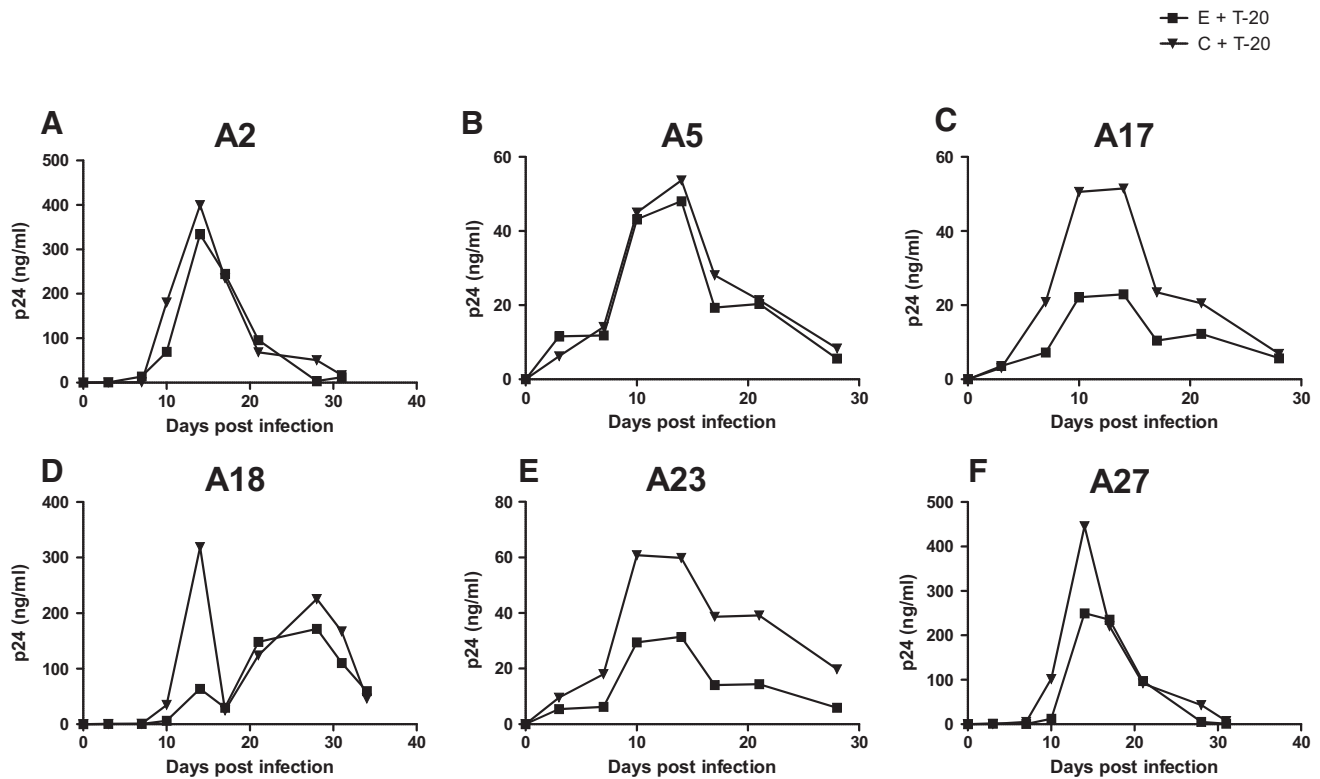 E + T-20
C + T-20
A
A2
p24 (ng/ml)
500
400
300
200
100
0
0 10 20 30 40
Days post infection
B
A5
p24 (ng/ml)
60
40
20
0
0 10 20 30
Days post infection
C
A17
p24 (ng/ml)
60
40
20
0
0 10 20 30
Days post infection
D
A18
p24 (ng/ml)
400
300
200
100
0
0 10 20 30 40
Days post infection
E
A23
p24 (ng/ml)
80
60
40
20
0
0 10 20 30
Days post infection
F
A27
p24 (ng/ml)
500
400
300
200
100
0
0 10 20 30 40
Days post infection